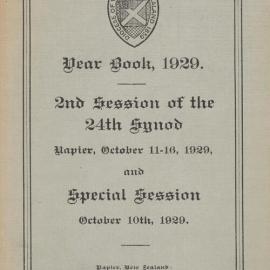 Year Book, 1929.
2nd Session of the
24th Synod
Napier, October 11-16, 1929,
and
Special Session
October 10th, 1929.
Napier, New Zealand: